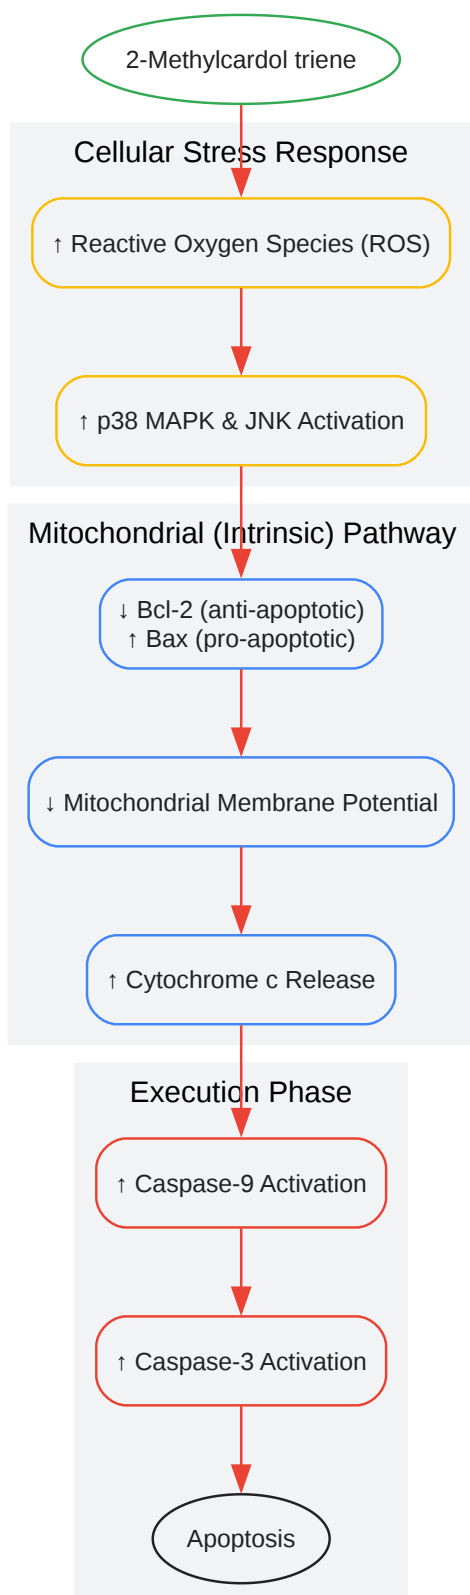 2-Methylcardol triene
Cellular Stress Response
↑ Reactive Oxygen Species (ROS)
↑ p38 MAPK & JNK Activation
Mitochondrial (Intrinsic) Pathway
↓ Bcl-2 (anti-apoptotic)
↑ Bax (pro-apoptotic)
↓ Mitochondrial Membrane Potential
↑ Cytochrome c Release
Execution Phase
↑ Caspase-9 Activation
↑ Caspase-3 Activation
Apoptosis